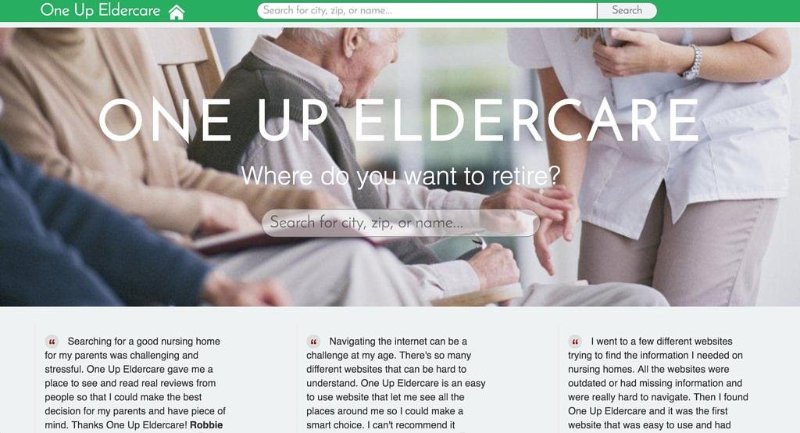 One Up Eldercare
Search for city, zip, or name...
Search
ONE UP ELDERCARE
Where do you want to retire?
Search for city, zip, or name...
“ Searching for a good nursing home
for my parents was challenging and
stressful. One Up Eldercare gave me a
place to see and read real reviews from
people so that I could make the best
decision for my parents and have piece of
mind. Thanks One Up Eldercare! Robbie
“ Navigating the internet can be a
challenge at my age. There's so many
different websites that can be hard to
understand. One Up Eldercare is an easy
to use website that let me see all the
places around me so I could make a
smart choice. I can't recommend it
“ I went to a few different websites
trying to find the information I needed on
nursing homes. All the websites were
outdated or had missing information and
were really hard to navigate. Then I found
One Up Eldercare and it was the first
website that was easy to use and had